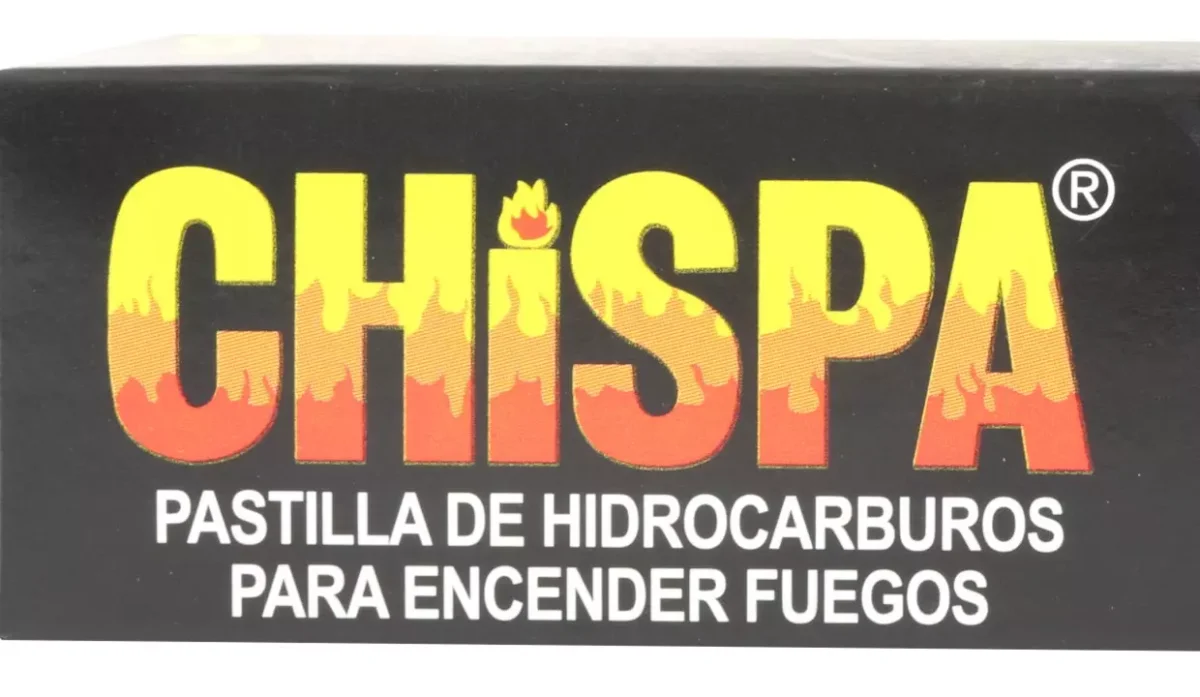 CHiSPA®
PASTILLA DE HIDROCARBUROS
PARA ENCENDER FUEGOS